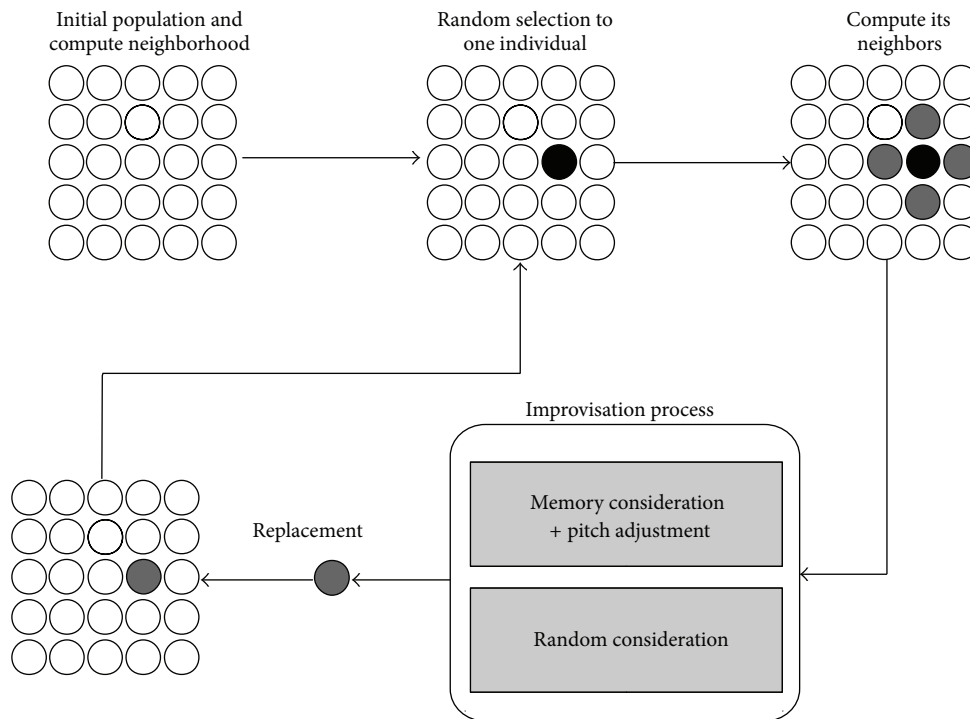 Initial population and
compute neighborhood
Random selection to
one individual
Compute its
neighbors
Improvisation process
Memory consideration
+ pitch adjustment
Replacement
Random consideration